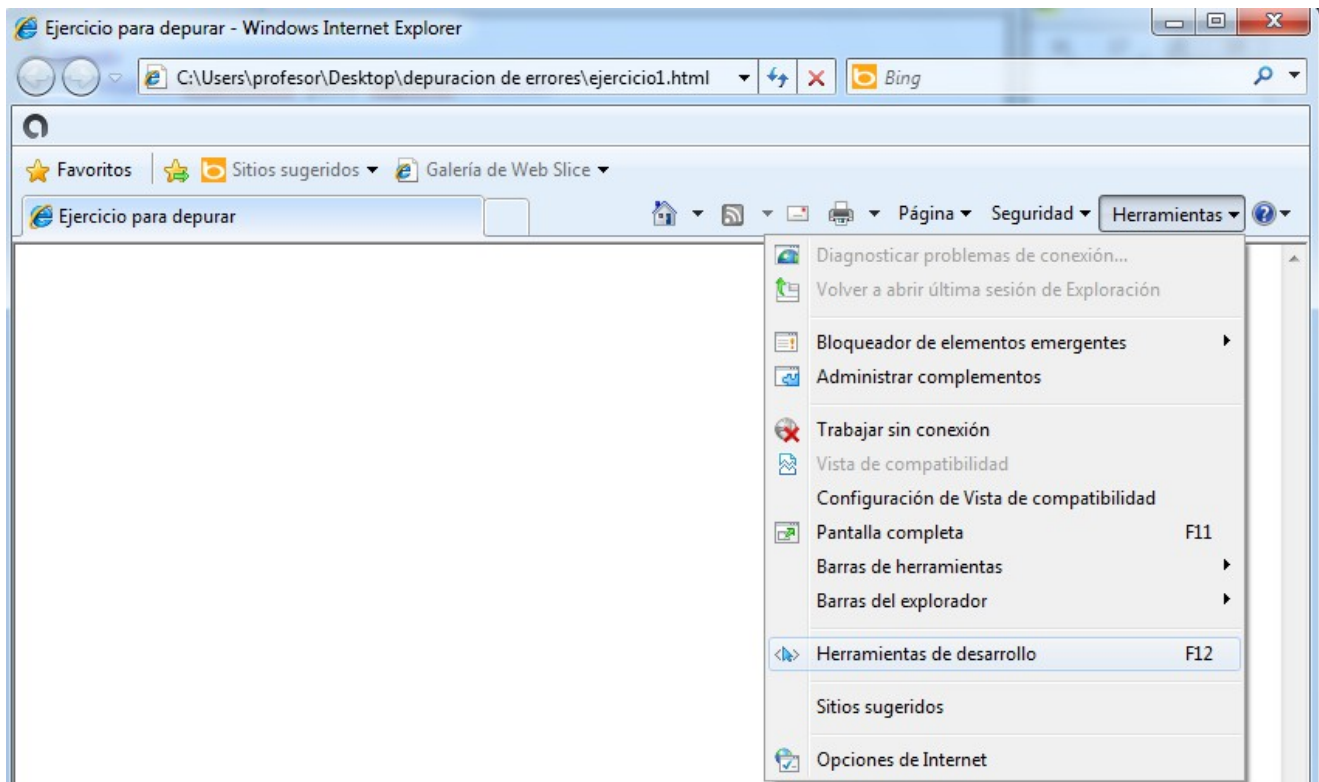 Ejercicio para depurar - Windows Internet Explorer
C:\Users\profesor\Desktop\depuracion de errores\ejercicio1.html
Bing
Favoritos
Sitios sugeridos
Galería de Web Slice
Ejercicio para depurar
Página
Seguridad
Herramientas
Diagnosticar problemas de conexión...
Volver a abrir última sesión de Exploración
Bloqueador de elementos emergentes
Administrar complementos
Trabajar sin conexión
Vista de compatibilidad
Configuración de Vista de compatibilidad
Pantalla completa F11
Barras de herramientas
Barras del explorador
Herramientas de desarrollo F12
Sitios sugeridos
Opciones de Internet